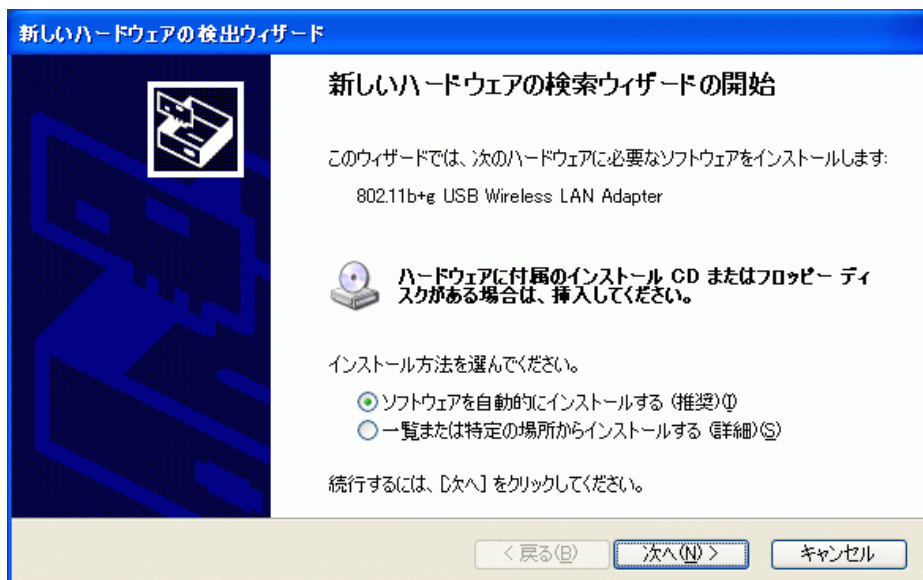 新しいハードウェアの検出ウィザード
新しいハードウェアの検索ウィザードの開始
このウィザードでは、次のハードウェアに必要なソフトウェアをインストールします:
802.11b+g USB Wireless LAN Adapter
ハードウェアに付属のインストール CD またはフロッピー ディ
スクがある場合は、挿入してください。
インストール方法を選んでください。
ソフトウェアを自動的にインストールする (推奨)(I)
一覧または特定の場所からインストールする (詳細)(S)
続行するには、[次へ] をクリックしてください。
< 戻る(B)
次へ(N) >
キャンセル